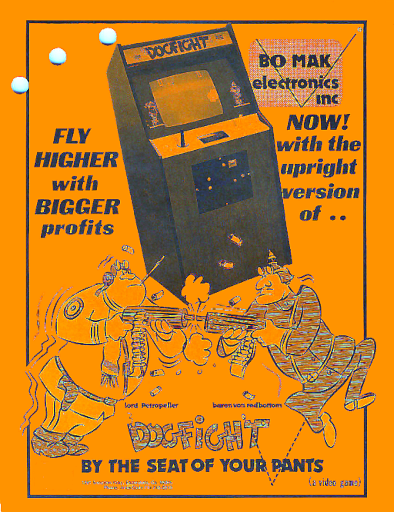 DOGFIGHT
BO MAK
electronics
inc
FLY
HIGHER
with
BIGGER
profits
NOW!
with the
upright
version
of ..
lord Petropeller
baron von redbottom
DOGFIGHT
BY THE SEAT OF YOUR PANTS
(a video game)